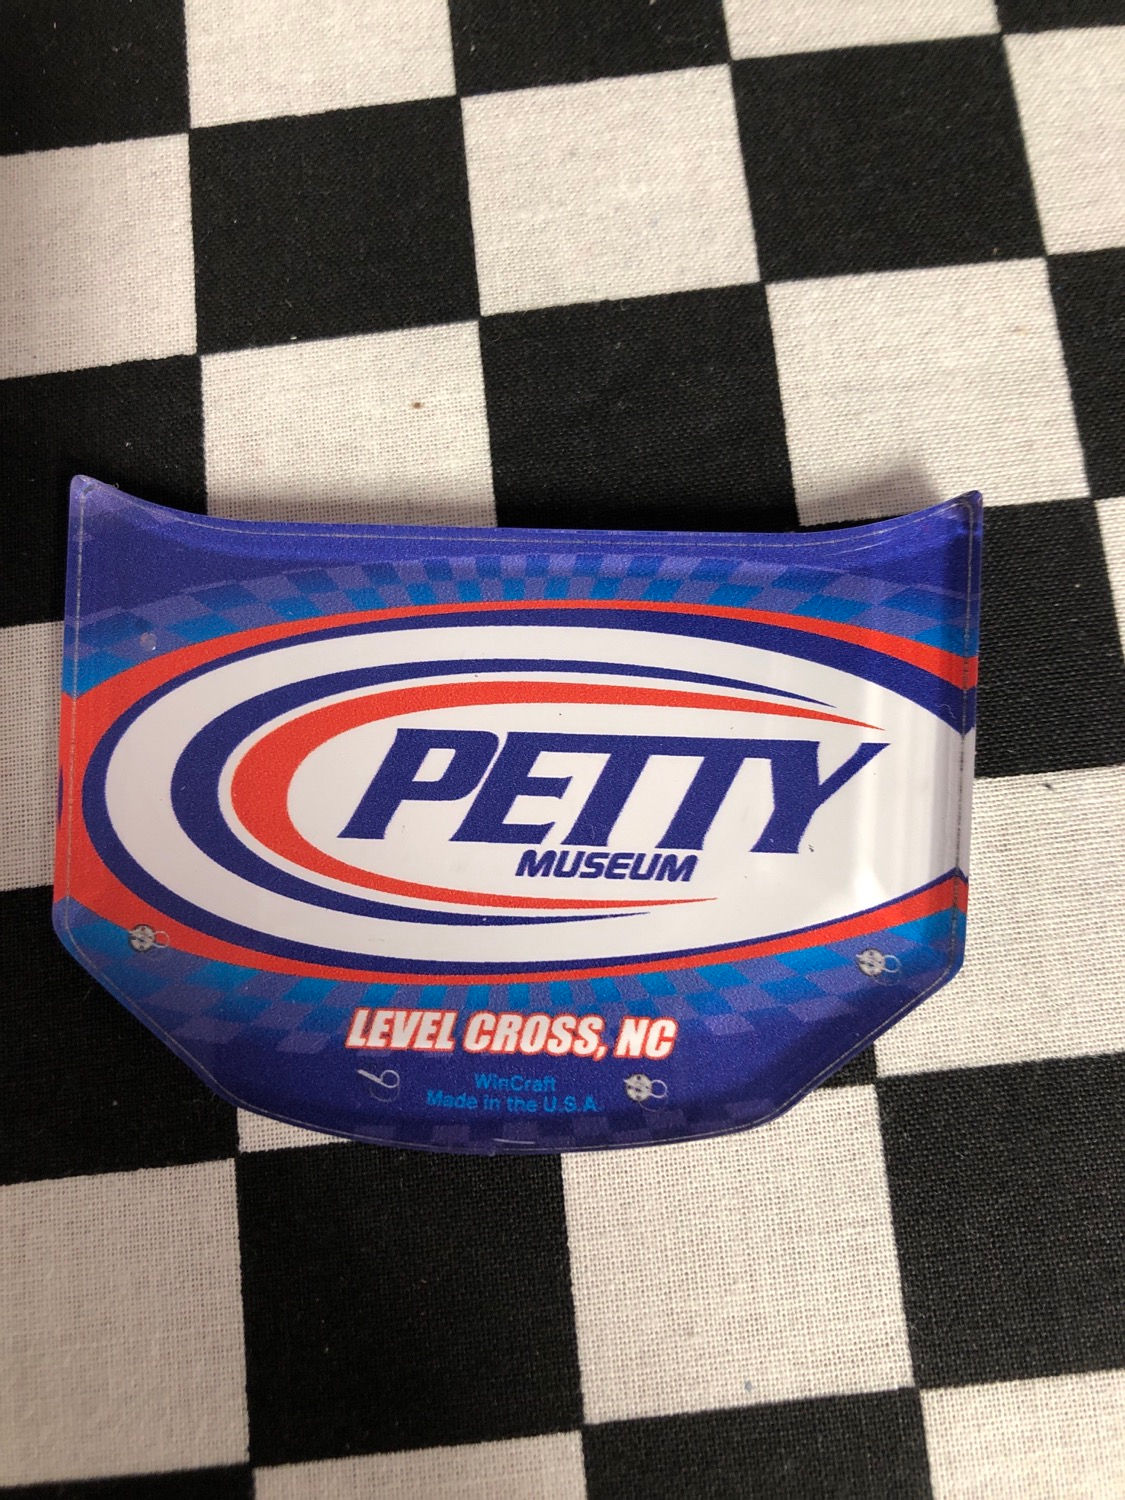 PETTY
MUSEUM
LEVEL CROSS, NC
WinCraft
Made in the U.S.A.